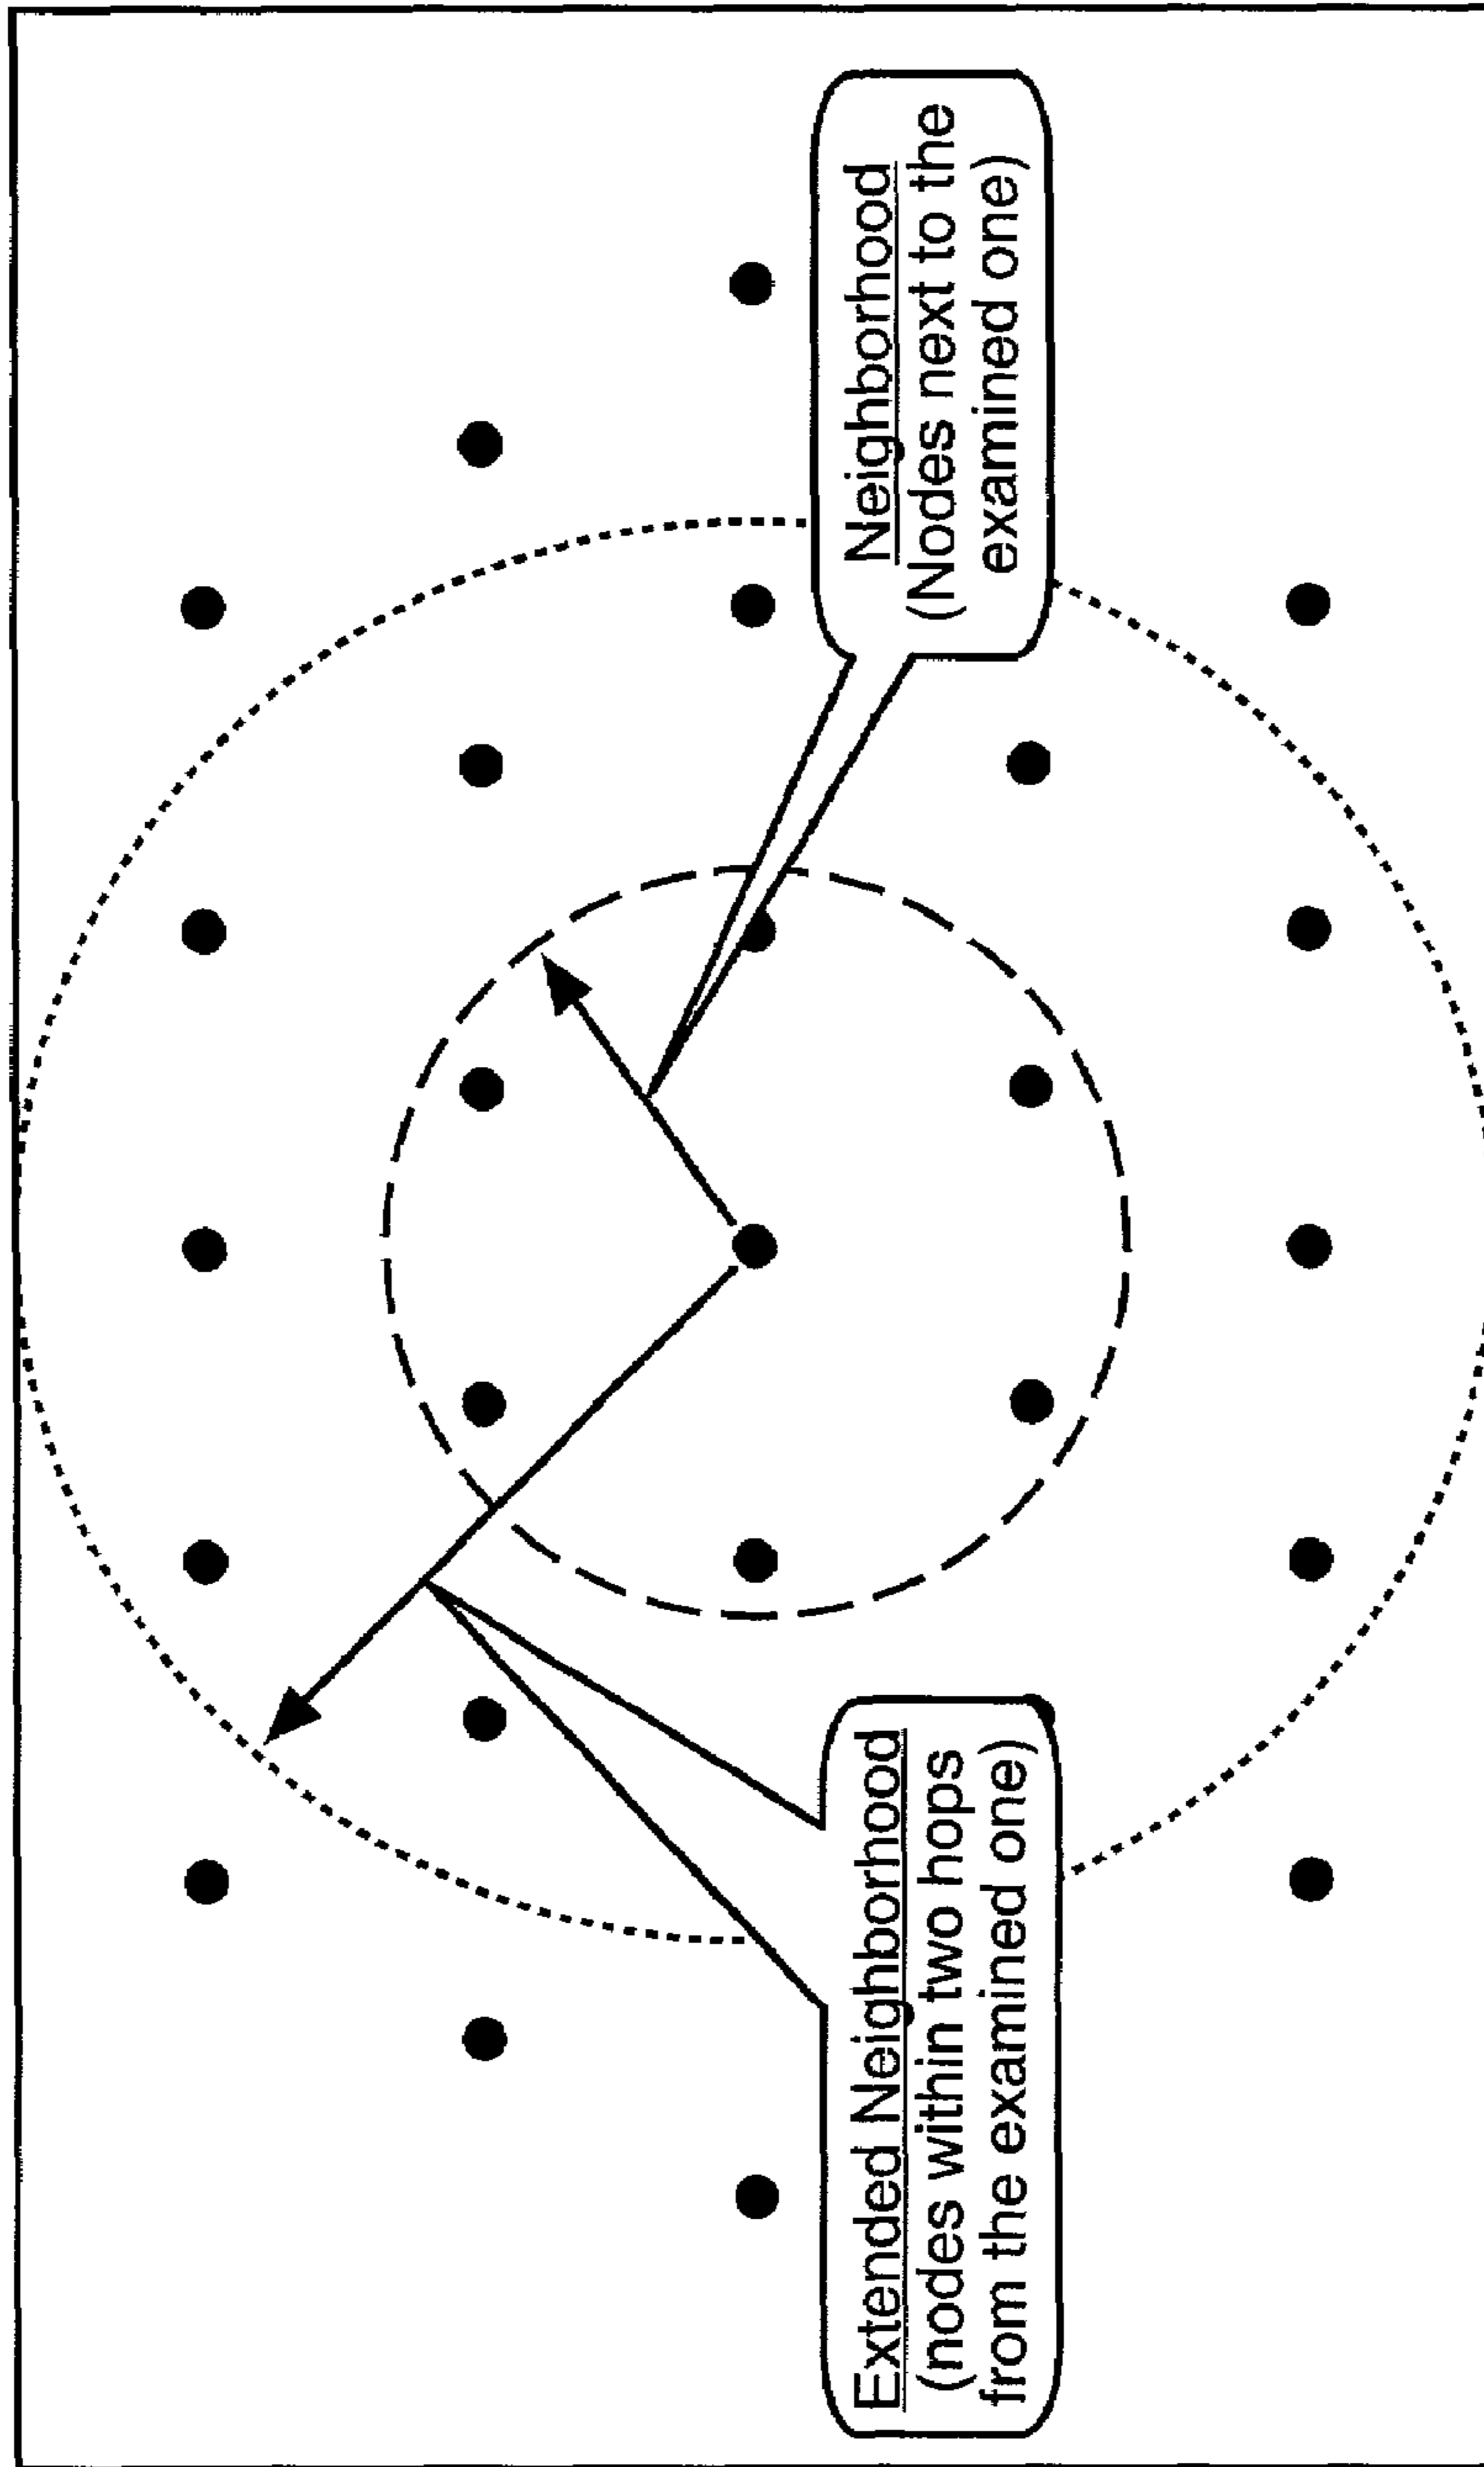 Extended Neighborhood
(nodes within two hops
from the examined one)
Neighborhood
(Nodes next to the
examined one)